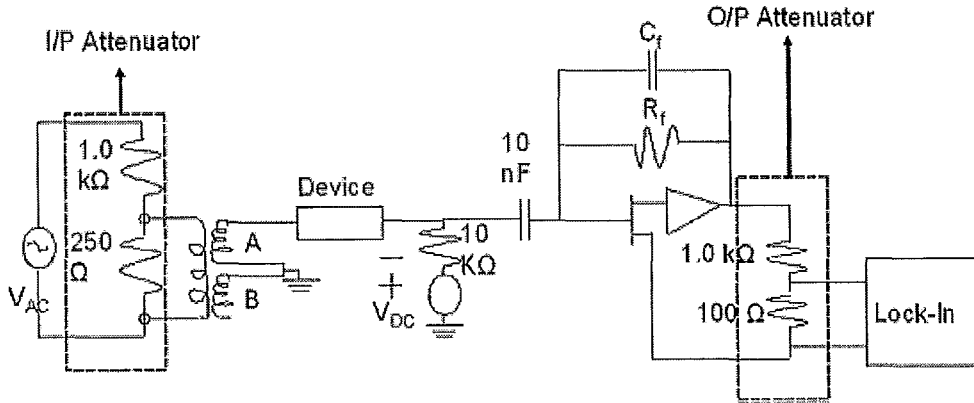 O/P Attenuator
I/P Attenuator
C_f
R_f
1.0
kΩ
10
nF
Device
250
Ω
A
B
10
KΩ
− +
V_DC
V_AC
1.0 kΩ
100 Ω
Lock-In